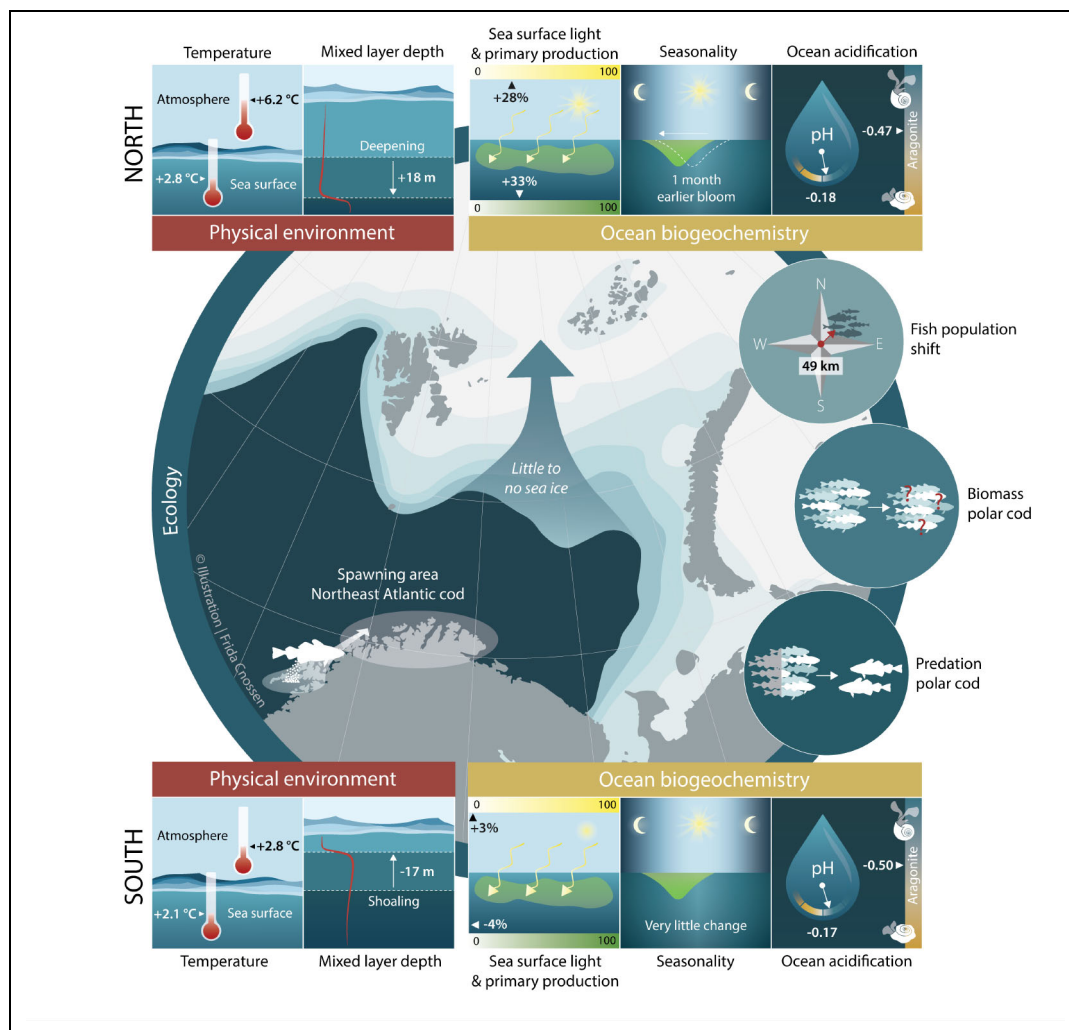 Temperature
Mixed layer depth
Sea surface light
& primary production
Seasonality
Ocean acidification
NORTH
Atmosphere
+6.2 °C
+2.8 °C
Sea surface
Deepening
+18 m
0
100
+28%
+33%
0
100
1 month
earlier bloom
pH
-0.18
-0.47
Aragonite
Physical environment
Ocean biogeochemistry
N
W
E
S
49 km
Fish population
shift
Little to
no sea ice
Ecology
Biomass
polar cod
? ? ?
© Illustration | Frida Cnossen
Spawning area
Northeast Atlantic cod
Predation
polar cod
Physical environment
Ocean biogeochemistry
SOUTH
Atmosphere
+2.8 °C
+2.1 °C
Sea surface
-17 m
Shoaling
0
100
+3%
-4%
0
100
Very little change
pH
-0.17
-0.50
Aragonite
Temperature
Mixed layer depth
Sea surface light
& primary production
Seasonality
Ocean acidification